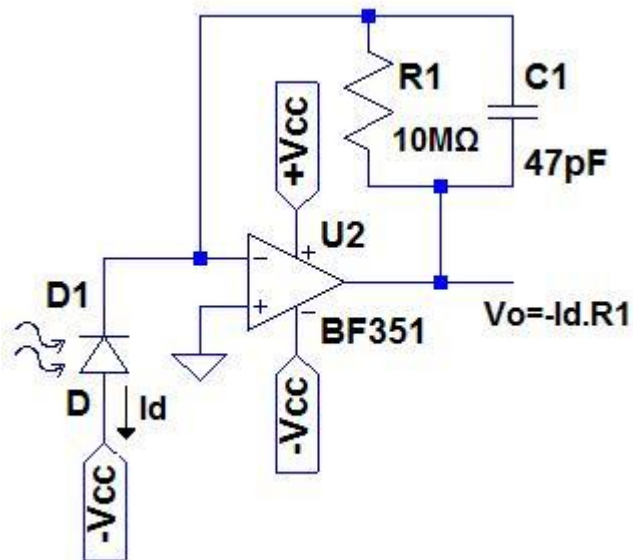 R1
C1
10MΩ
47pF
+Vcc
U2
D1
Vo=-Id.R1
BF351
D
Id
-Vcc
-Vcc